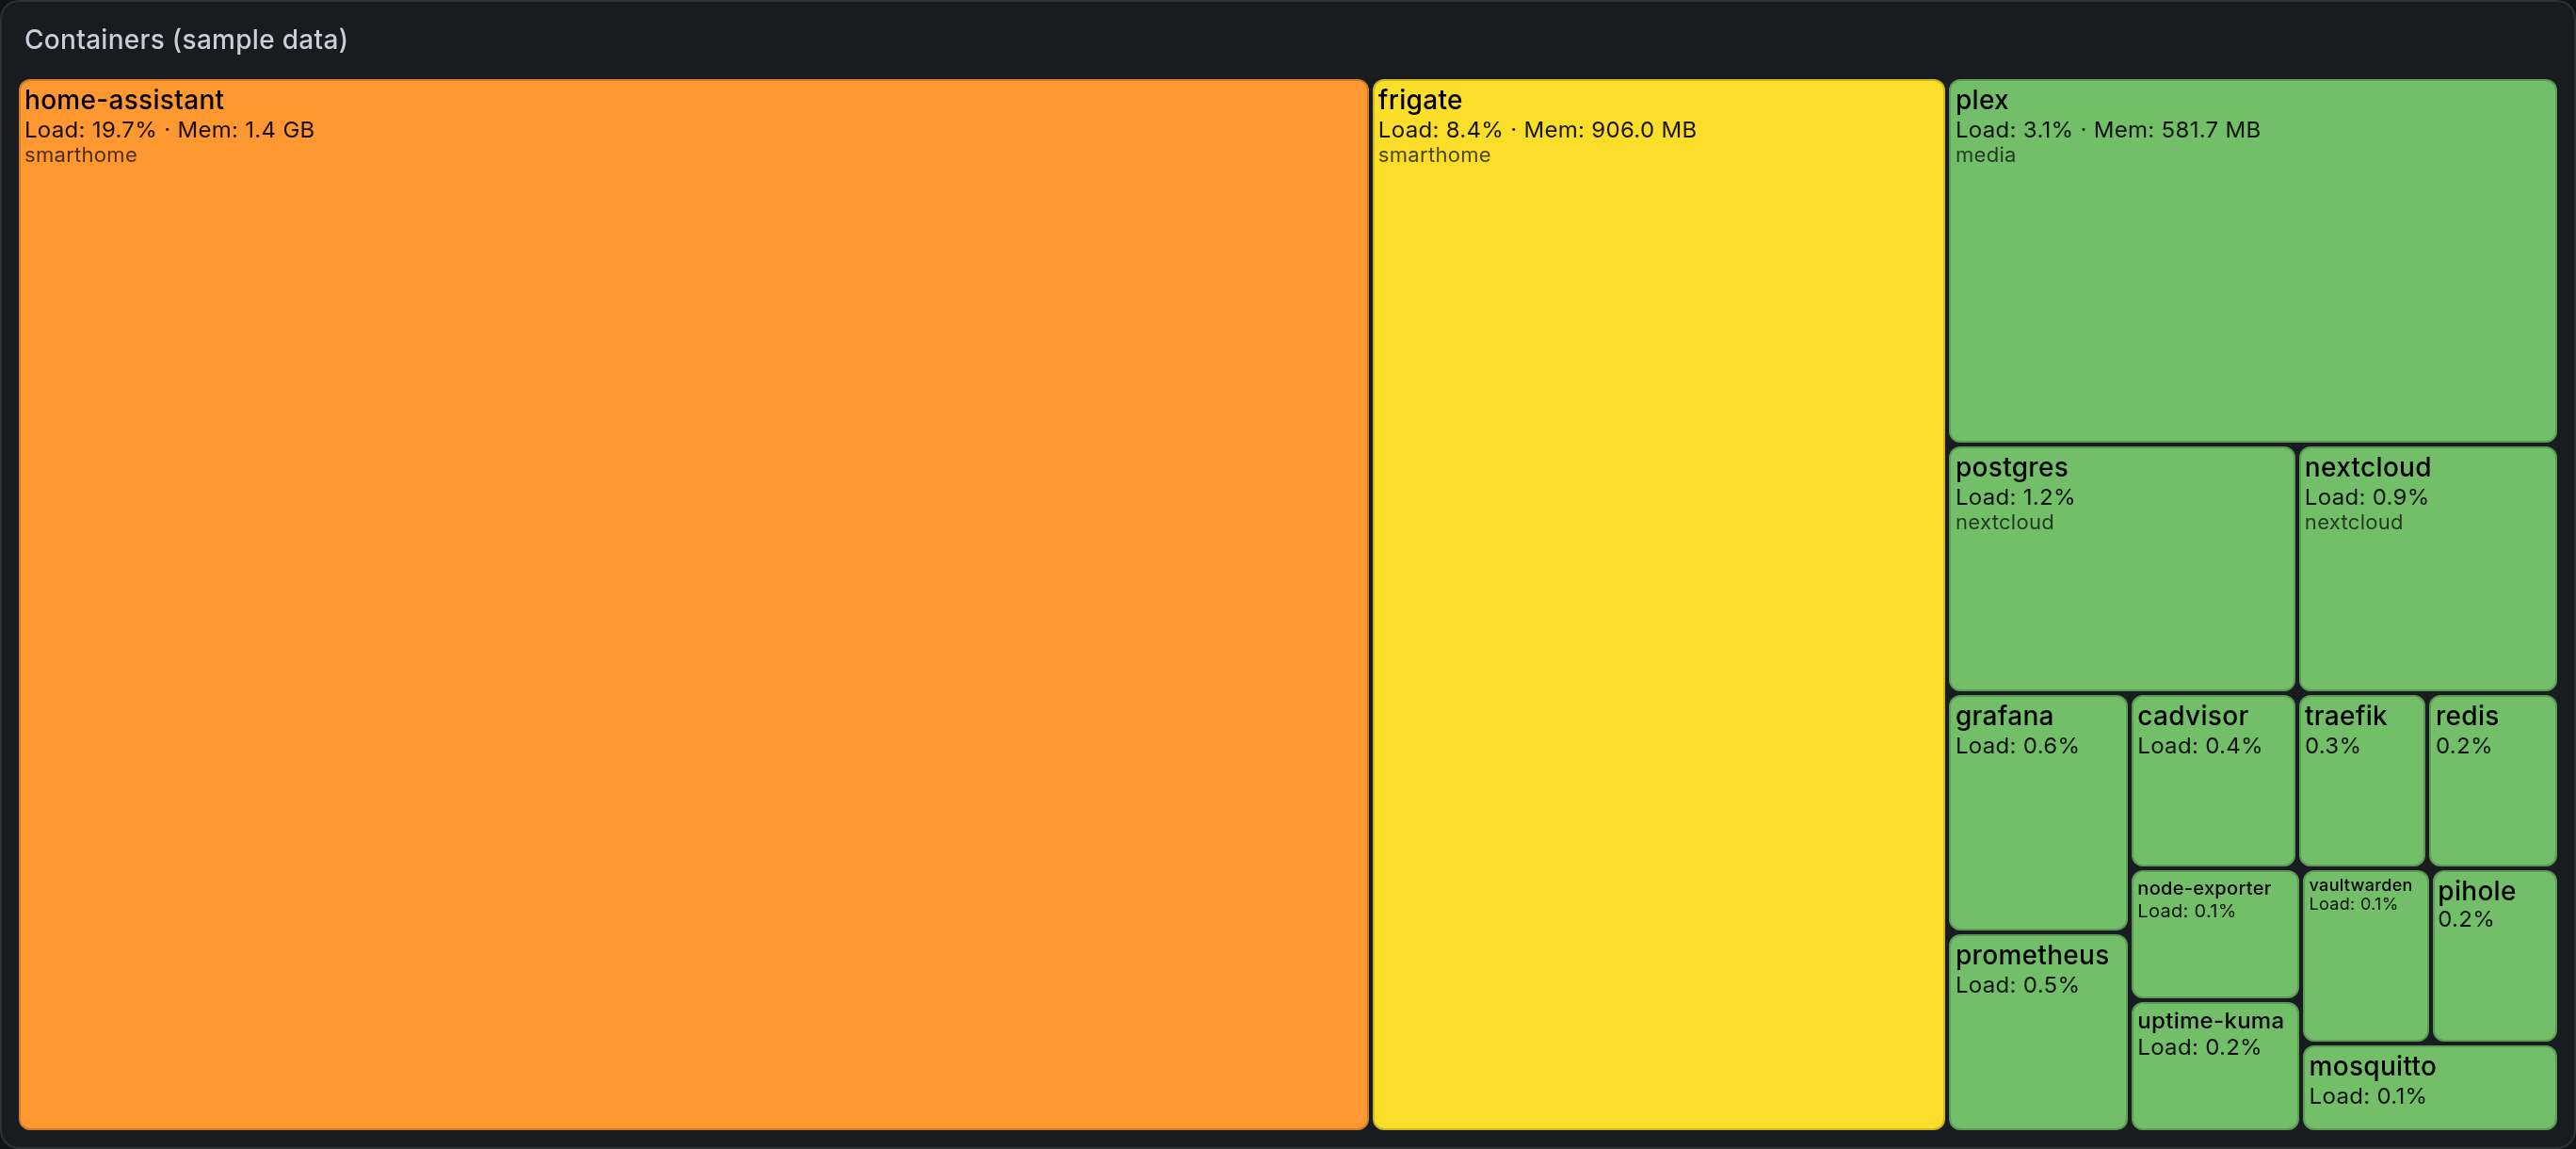 Containers (sample data)
home-assistant
Load: 19.7% · Mem: 1.4 GB
smarthome
frigate
Load: 8.4% · Mem: 906.0 MB
smarthome
plex
Load: 3.1% · Mem: 581.7 MB
media
postgres
Load: 1.2%
nextcloud
nextcloud
Load: 0.9%
nextcloud
grafana
Load: 0.6%
cadvisor
Load: 0.4%
traefik
0.3%
redis
0.2%
node-exporter
Load: 0.1%
vaultwarden
Load: 0.1%
pihole
0.2%
prometheus
Load: 0.5%
uptime-kuma
Load: 0.2%
mosquitto
Load: 0.1%